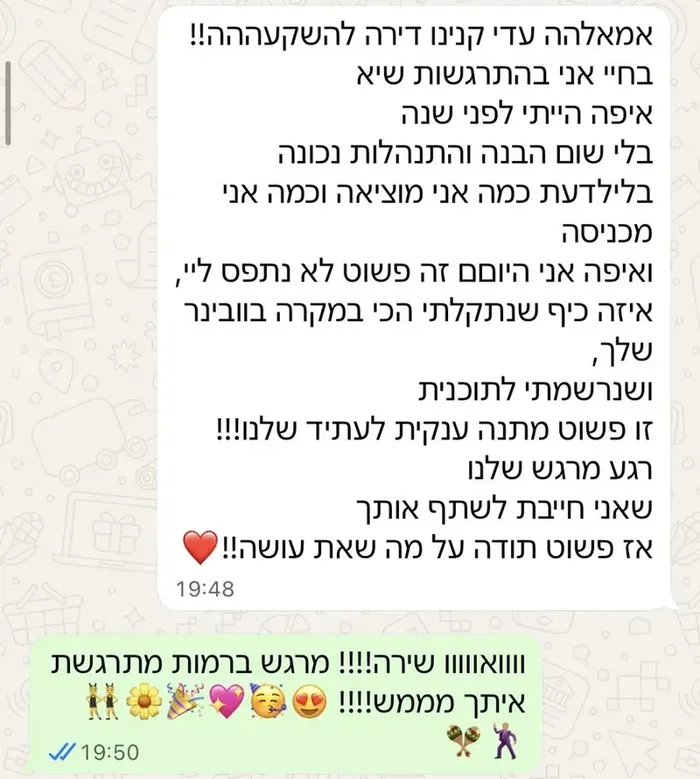 אמאלהה עדי קנינו דירה להשקעההה!!
בחיי אני בהתרגשות שיא
איפה הייתי לפני שנה
בלי שום הבנה והתנהלות נכונה
בלילדעת כמה אני מוציאה וכמה אני
מכניסה
ואיפה אני היוםם זה פשוט לא נתפס ליי,
איזה כיף שנתקלתי הכי במקרה בוובינר
שלך,
ושנרשמתי לתוכנית
זו פשוט מתנה ענקית לעתיד שלנו!!!
רגע מרגש שלנו
שאני חייבת לשתף אותך
אז פשוט תודה על מה שאת עושה!!❤️
19:48
ווווואווווו שירה!!!! מרגש ברמות מתרגשת
איתך מממש!!!! 😍🥳💖🎉🌼👯
🕺🪇
19:50